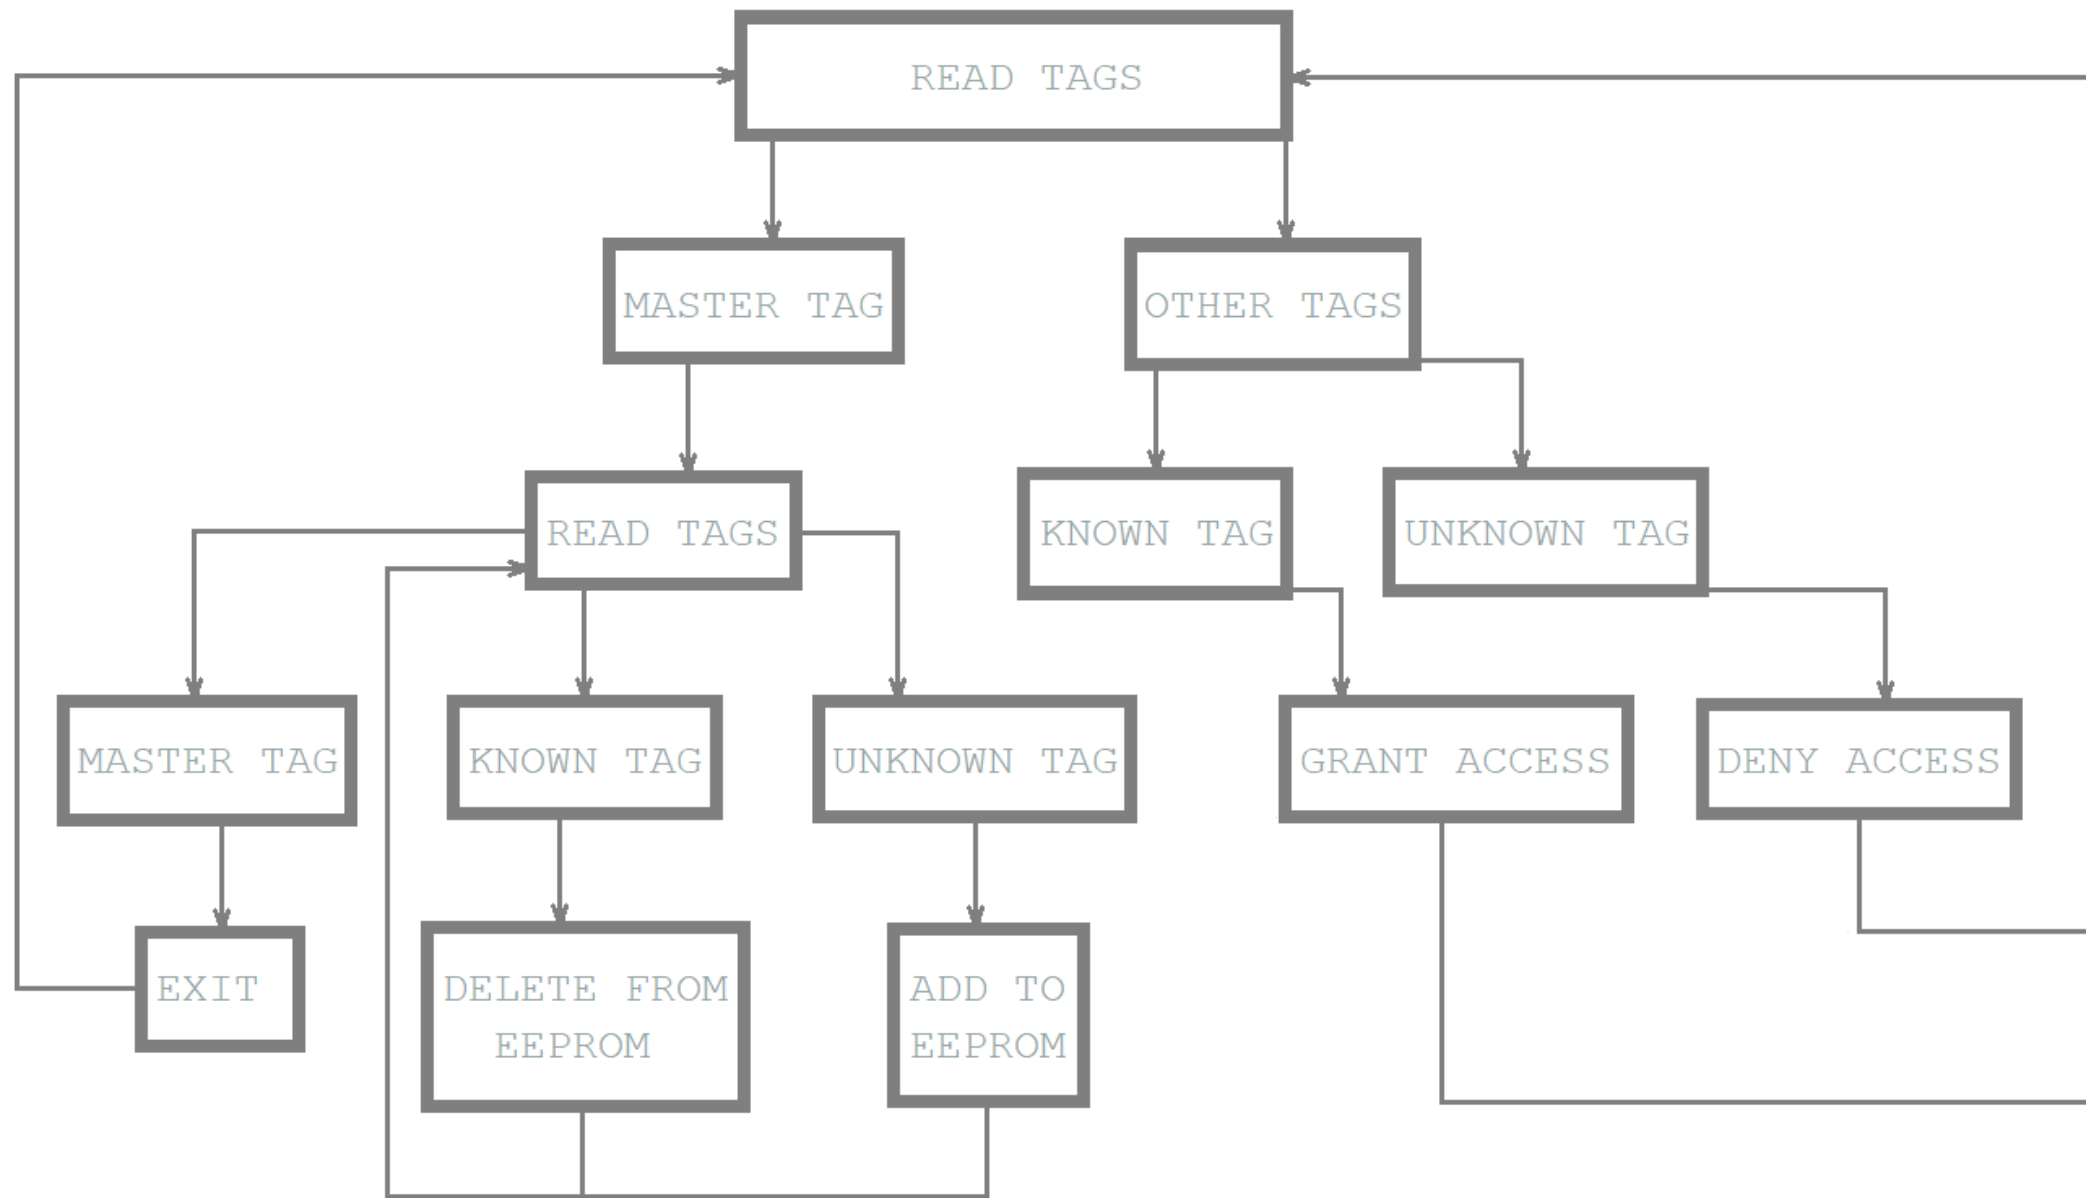 READ TAGS
MASTER TAG
OTHER TAGS
READ TAGS
KNOWN TAG
UNKNOWN TAG
MASTER TAG
KNOWN TAG
UNKNOWN TAG
GRANT ACCESS
DENY ACCESS
EXIT
DELETE FROM
EEPROM
ADD TO
EEPROM